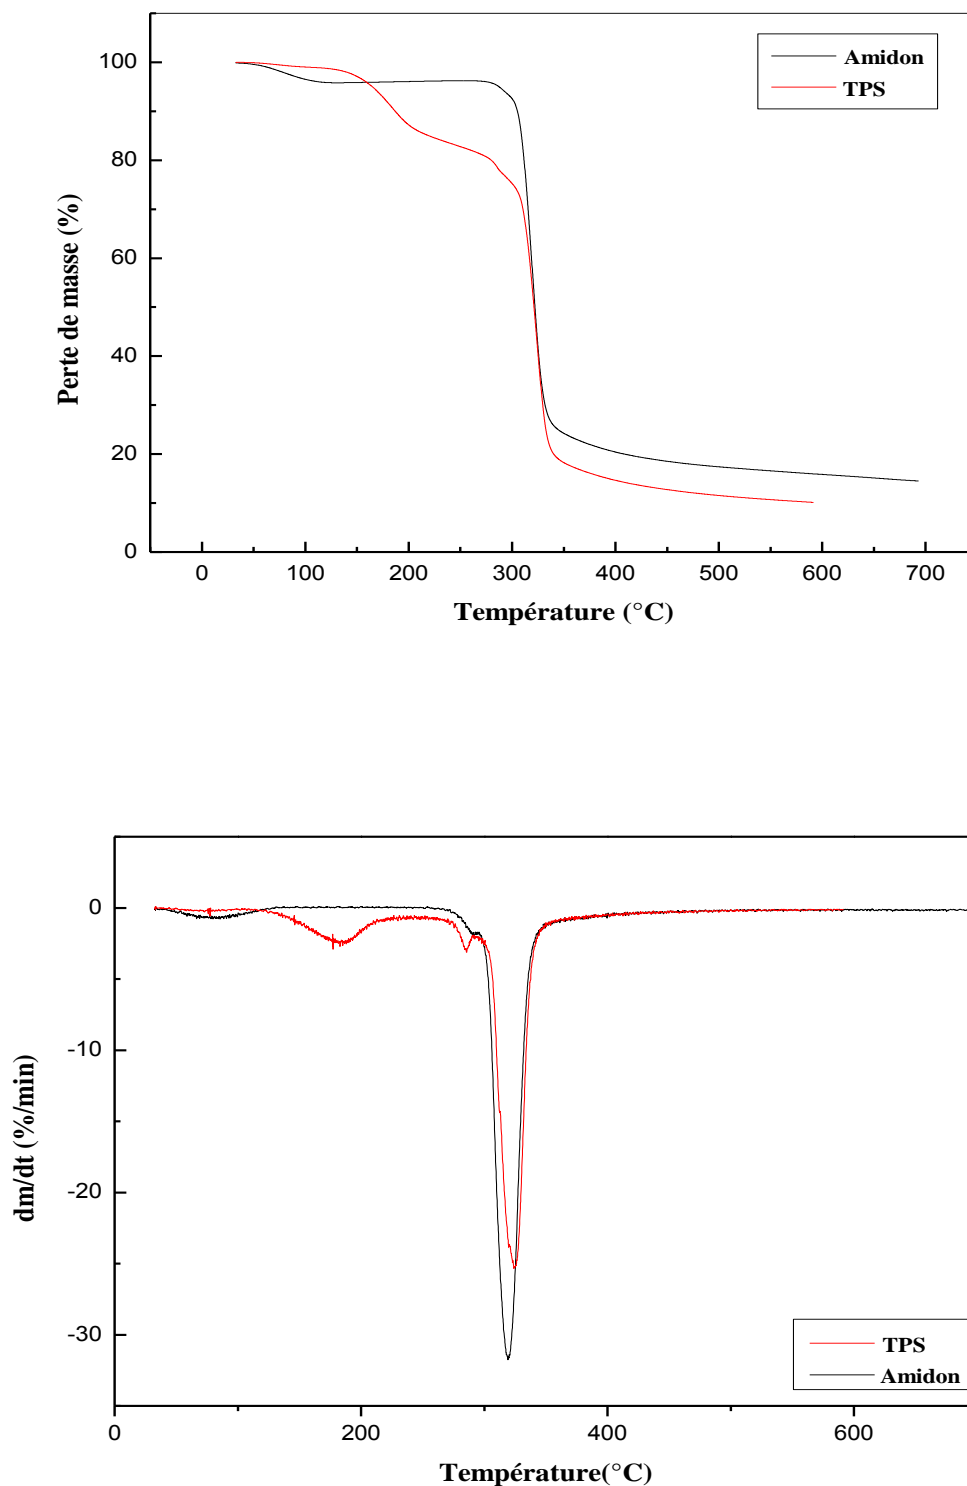 100
80
60
40
20
0
Perte de masse (%)
Amidon
TPS
0 100 200 300 400 500 600 700
Températùre (°C)
0
-10
-20
-30
dm/dt (%/min)
TPS
Amidon
0 200 400 600
Température(°C)